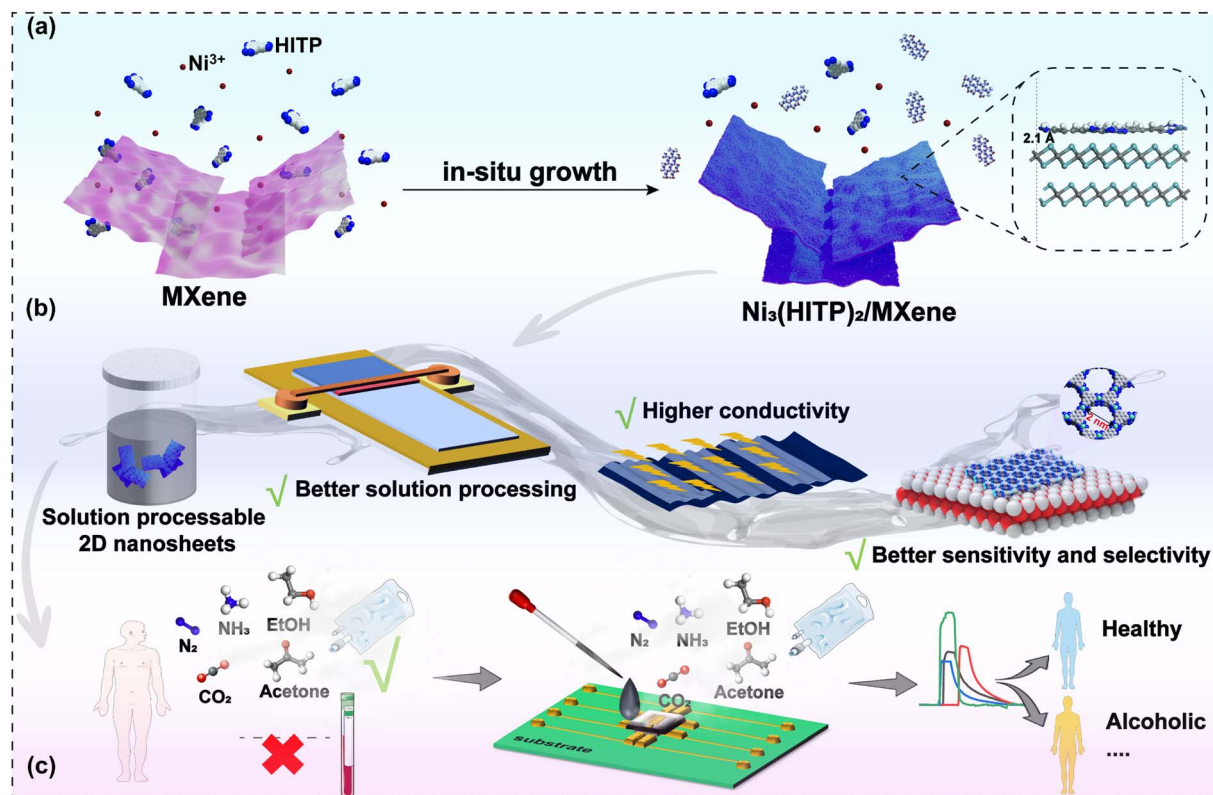 (a)
HITP
Ni³⁺
2.1 Å
in-situ growth
MXene
Ni₃(HITP)₂/MXene
(b)
√ Higher conductivity
2 nm
√ Better solution processing
Solution processable
2D nanosheets
√ Better sensitivity and selectivity
NH₃
EtOH
N₂
CO₂
Acetone
√
NH₃
EtOH
N₂
CO₂
Acetone
substrate
Healthy
Alcoholic
....
(c)